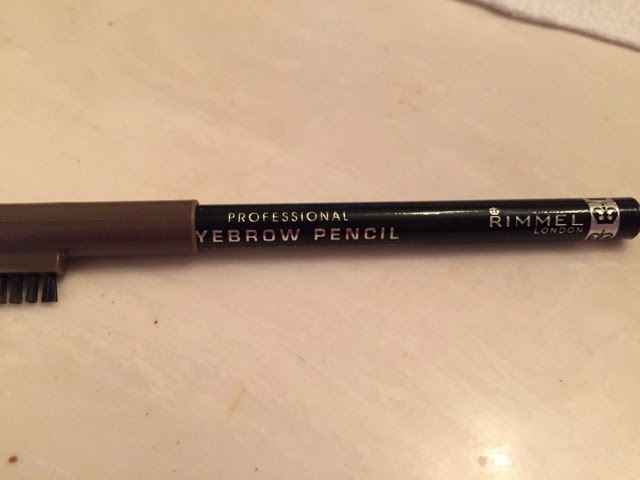 PROFESSIONAL
YEBROW PENCIL
RIMMEL
LONDON